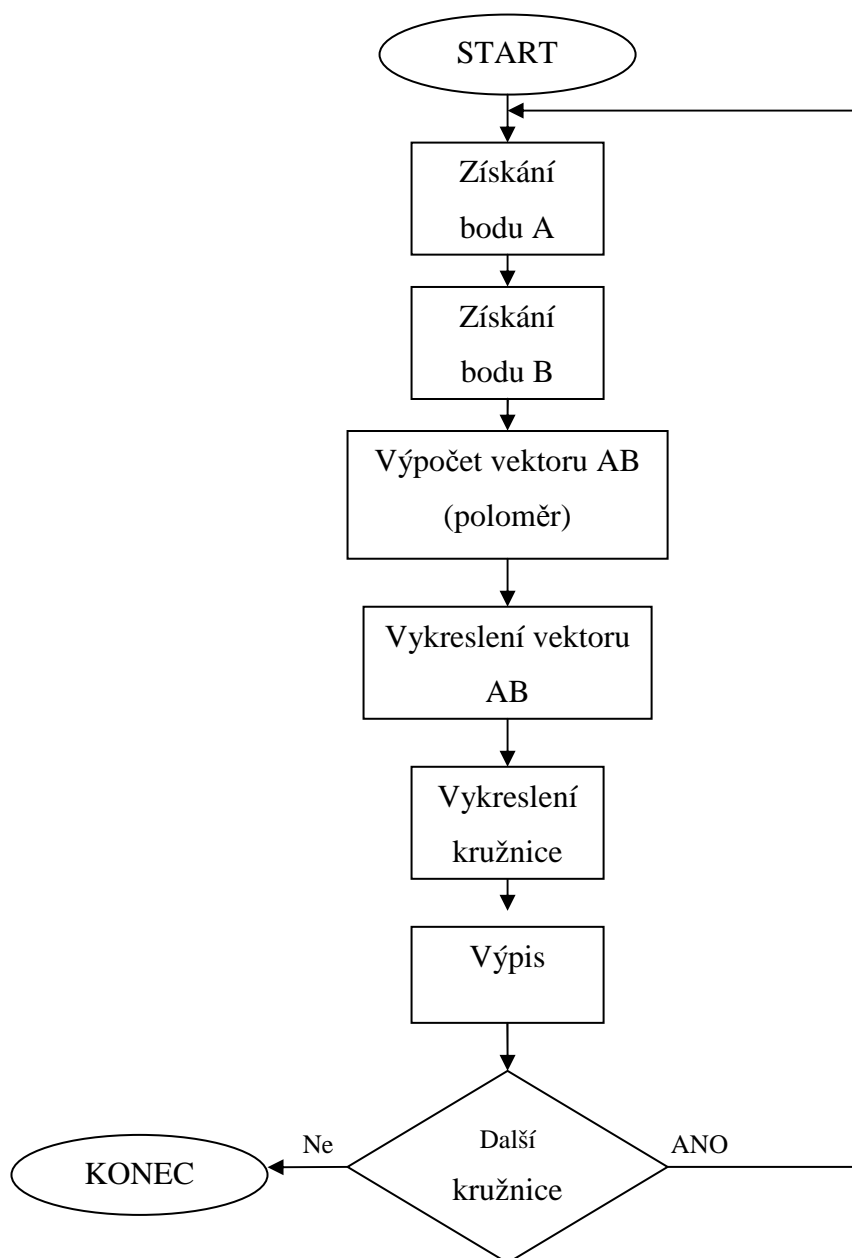 START
Získání
bodu A
Získání
bodu B
Výpočet vektoru AB
(poloměr)
Vykreslení vektoru
AB
Vykreslení
kružnice
Výpis
Další
kružnice
Ne
ANO
KONEC